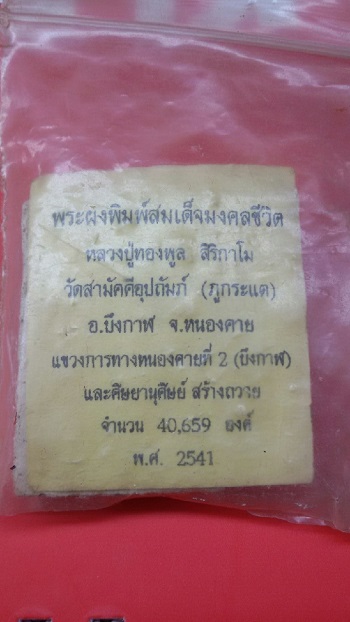 พระผงพิมพ์สมเด็จมงคลชีวิต
หลวงปู่ทองพูล สิริกาโม
วัดสามัคคีอุปถัมภ์ (ภูกระแต)
อ.บึงกาฬ จ.หนองคาย
แขวงการทางหนองคายที่ 2 (บึงกาฬ)
และศิษยานุศิษย์ สร้างถวาย
จำนวน 40,659 องค์
พ.ศ. 2541